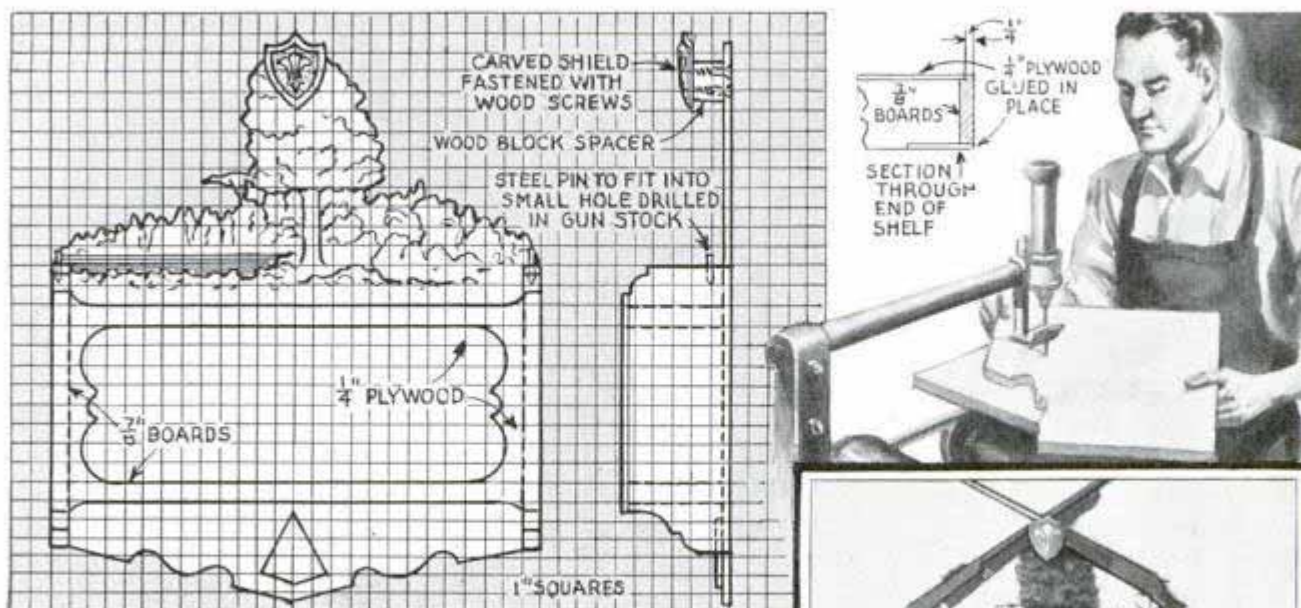 CARVED SHIELD
FASTENED WITH
WOOD SCREWS
WOOD BLOCK SPACER
STEEL PIN TO FIT INTO
SMALL HOLE DRILLED
IN GUN STOCK
1/4" PLYWOOD
7/8" BOARDS
1" SQUARES
1/4"
1/4" PLYWOOD
GLUED IN
PLACE
7/8"
BOARDS
SECTION
THROUGH
END OF
SHELF